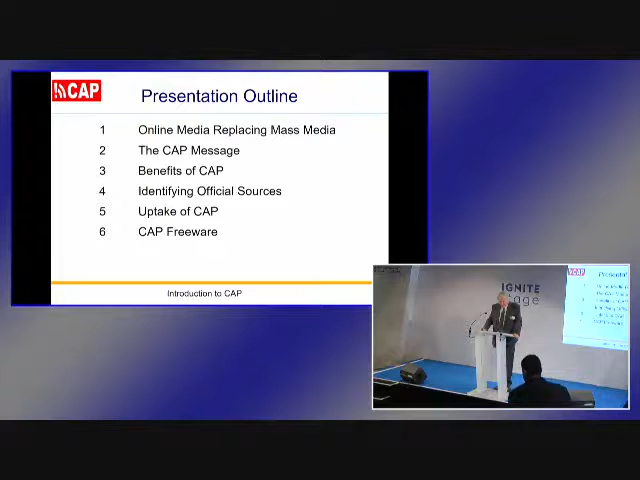 CAP
Presentation Outline
1 Online Media Replacing Mass Media
2 The CAP Message
3 Benefits of CAP
4 Identifying Official Sources
5 Uptake of CAP
6 CAP Freeware
Introduction to CAP
IGNITE
stage
CAP